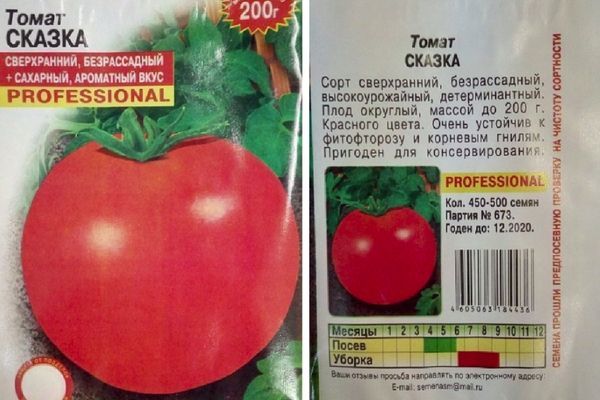 Томат
СКАЗКА
СВЕРХРАННИЙ, БЕЗРАССАДНЫЙ
+ САХАРНЫЙ, АРОМАТНЫЙ ВКУС
PROFESSIONAL
200г
Томат
СКАЗКА
Сорт сверхранний, безрассадный,
высокоурожайный, детерминантный.
Плод округлый, массой до 200 г.
Красного цвета. Очень устойчив к
фитофторозу и корневым гнилям.
Пригоден для консервирования.
PROFESSIONAL
Кол. 450-500 семян
Партия № 673.
Годен до: 12.2020.
4 605063 184436
Месяцы 1 2 3 4 5 6 7 8 9 10 11 12
Посев
Уборка
Ваши отзывы просьба направлять по электронному адресу:
E-mail: semenasm@mail.ru
СЕМЕНА ПРОШЛИ ПРЕДПОСЕВНУЮ ПРОВЕРКУ НА ЧИСТОТУ СОРТНОСТИ